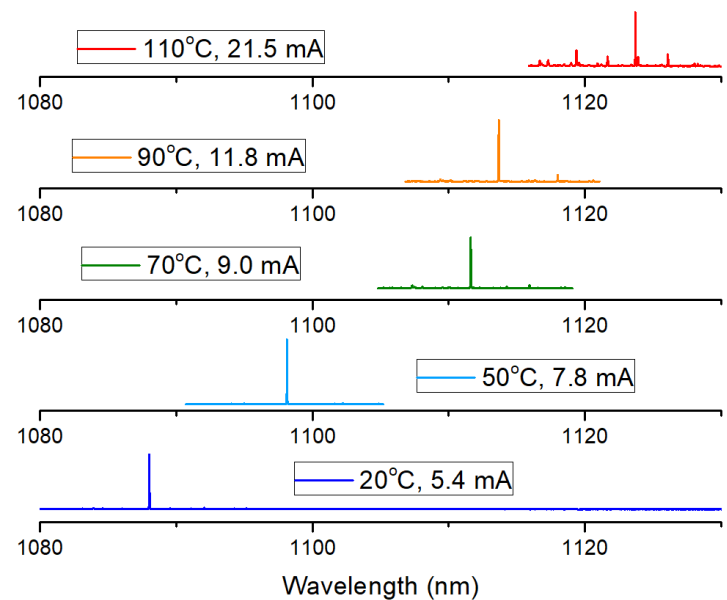 110°C, 21.5 mA
1080 1100 1120
90°C, 11.8 mA
1080 1100 1120
70°C, 9.0 mA
1080 1100 1120
50°C, 7.8 mA
1080 1100 1120
20°C, 5.4 mA
1080 1100 1120
Wavelength (nm)